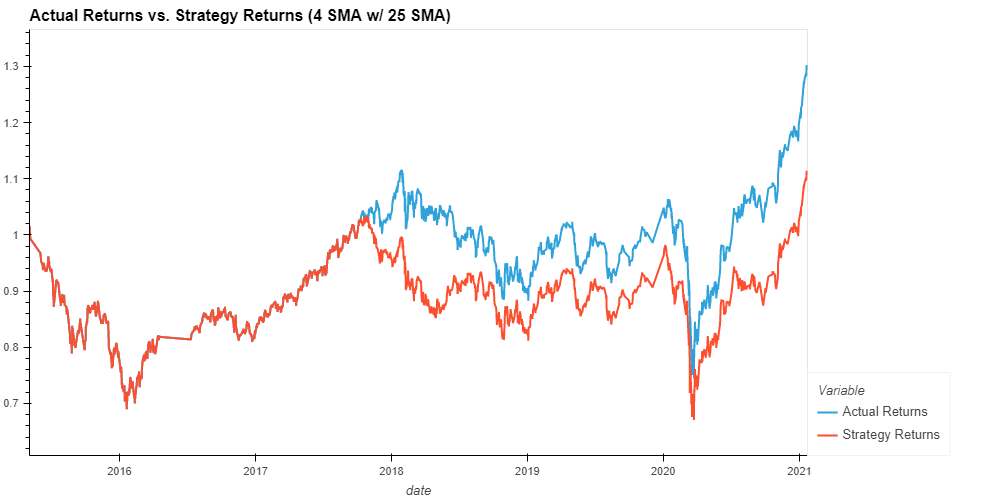 Actual Returns vs. Strategy Returns (4 SMA w/ 25 SMA)
1.3
1.2
1.1
1
0.9
0.8
0.7
2016 2017 2018 2019 2020 2021
date
Variable
Actual Returns
Strategy Returns